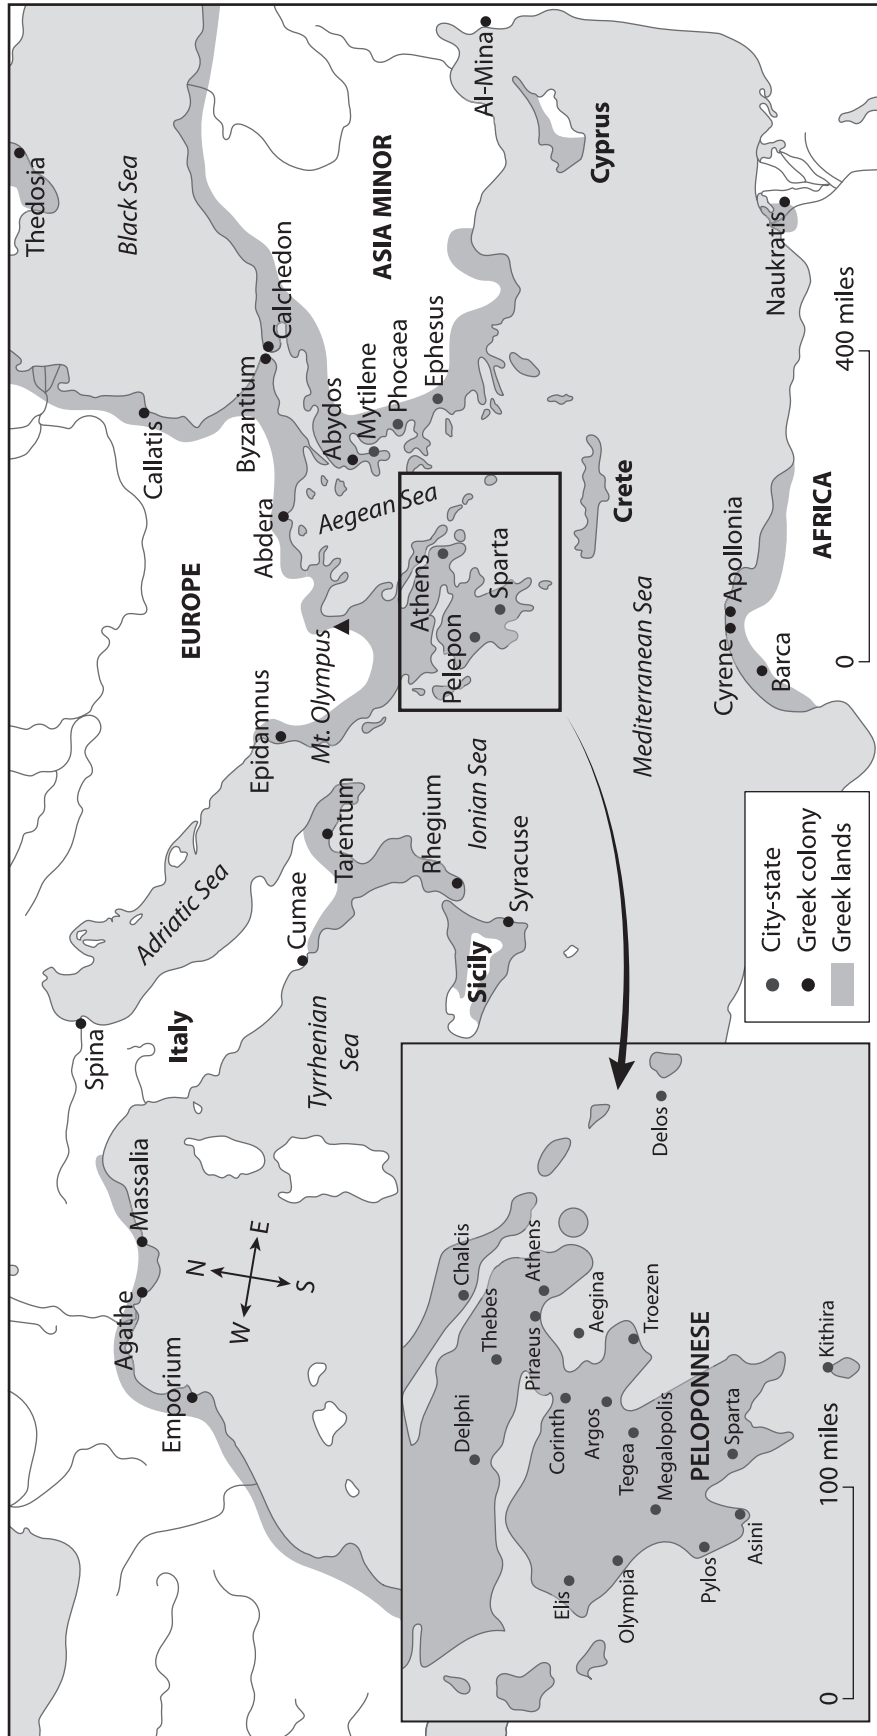 Thedosia
Black Sea
Callatis
Byzantium
Calchedon
ASIA MINOR
Al-Mina
Cyprus
Naukratis
400 miles
0
EUROPE
Abdera
Abydos
Mytilene
Phocaea
Ephesus
Aegean Sea
Athens
Sparta
Pelepon
Crete
Mt. Olympus
Epidamnus
Mediterranean Sea
AFRICA
Apollonia
Cyrene
Barca
Adriatic Sea
Tarentum
Rhegium
Ionian Sea
Syracuse
Sicily
Cumae
Italy
Spina
Tyrrhenian
Sea
Massalia
Agathe
Emporium
N
E
S
W
City-state
Greek colony
Greek lands
Delos
Chalcis
Athens
Thebes
Piraeus
Aegina
Troezen
Delphi
Corinth
Argos
Tegea
Megalopolis
PELOPONNESE
Sparta
Kithira
Elis
Olympia
Pylos
Asini
100 miles
0